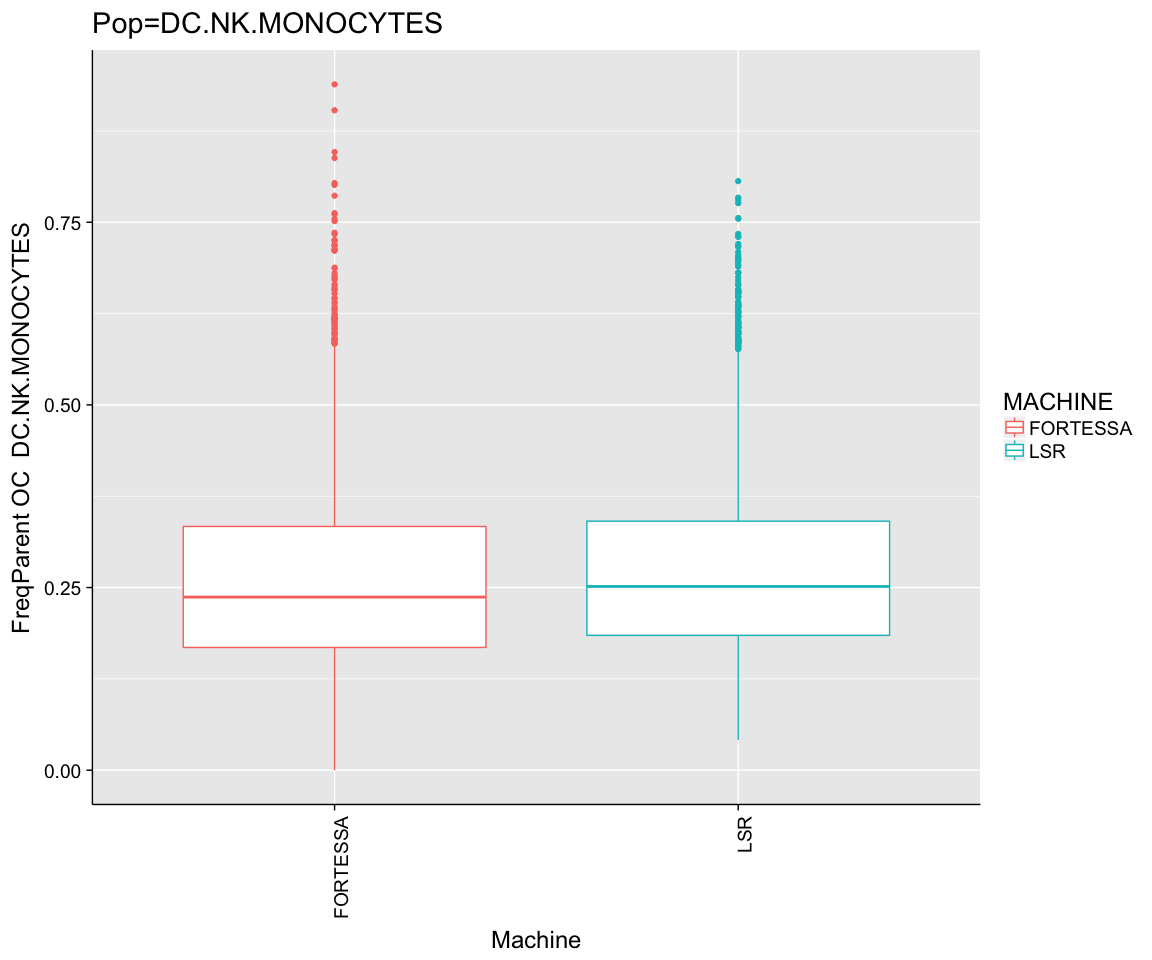 Pop=DC.NK.MONOCYTES
FreqParent OC  DC.NK.MONOCYTES
0.75
0.50
0.25
0.00
FORTESSA
LSR
Machine
MACHINE
FORTESSA
LSR